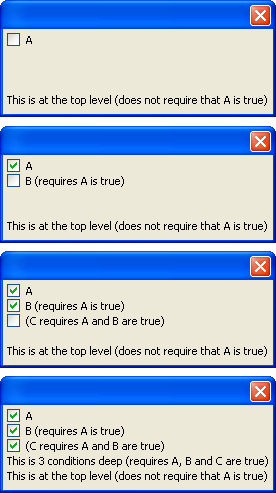 A
This is at the top level (does not require that A is true)
A
B (requires A is true)
This is at the top level (does not require that A is true)
A
B (requires A is true)
(C requires A and B are true)
This is at the top level (does not require that A is true)
A
B (requires A is true)
(C requires A and B are true)
This is 3 conditions deep (requires A, B and C are true)
This is at the top level (does not require that A is true)